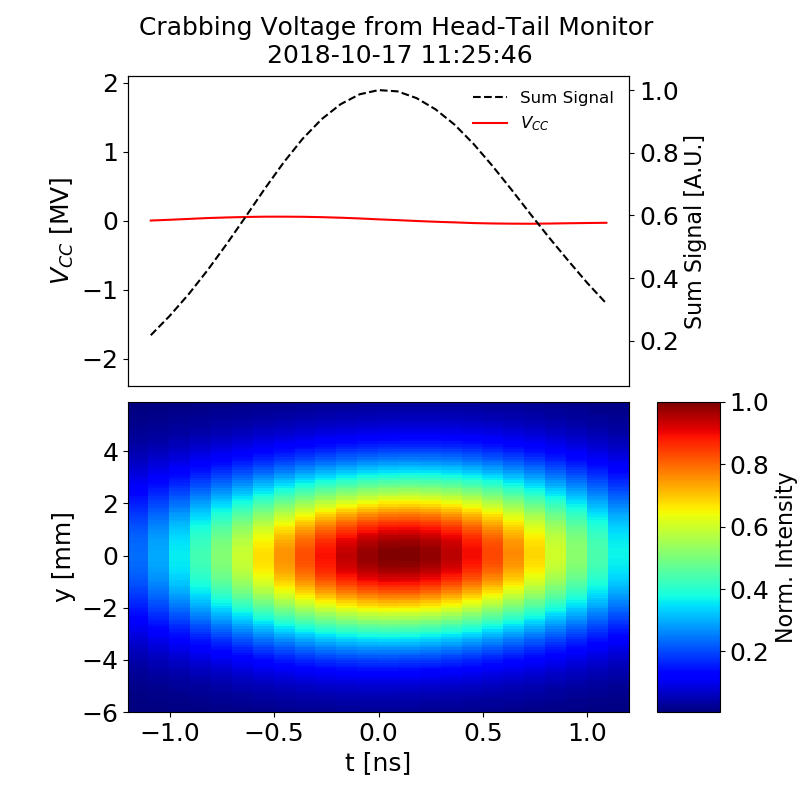 Crabbing Voltage from Head-Tail Monitor
2018-10-17 11:25:46
2
1
0
−1
−2
V_CC [MV]
Sum Signal
V_CC
1.0
0.8
0.6
0.4
0.2
Sum Signal [A.U.]
4
2
0
−2
−4
−6
y [mm]
−1.0 −0.5 0.0 0.5 1.0
t [ns]
1.0
0.8
0.6
0.4
0.2
Norm. Intensity